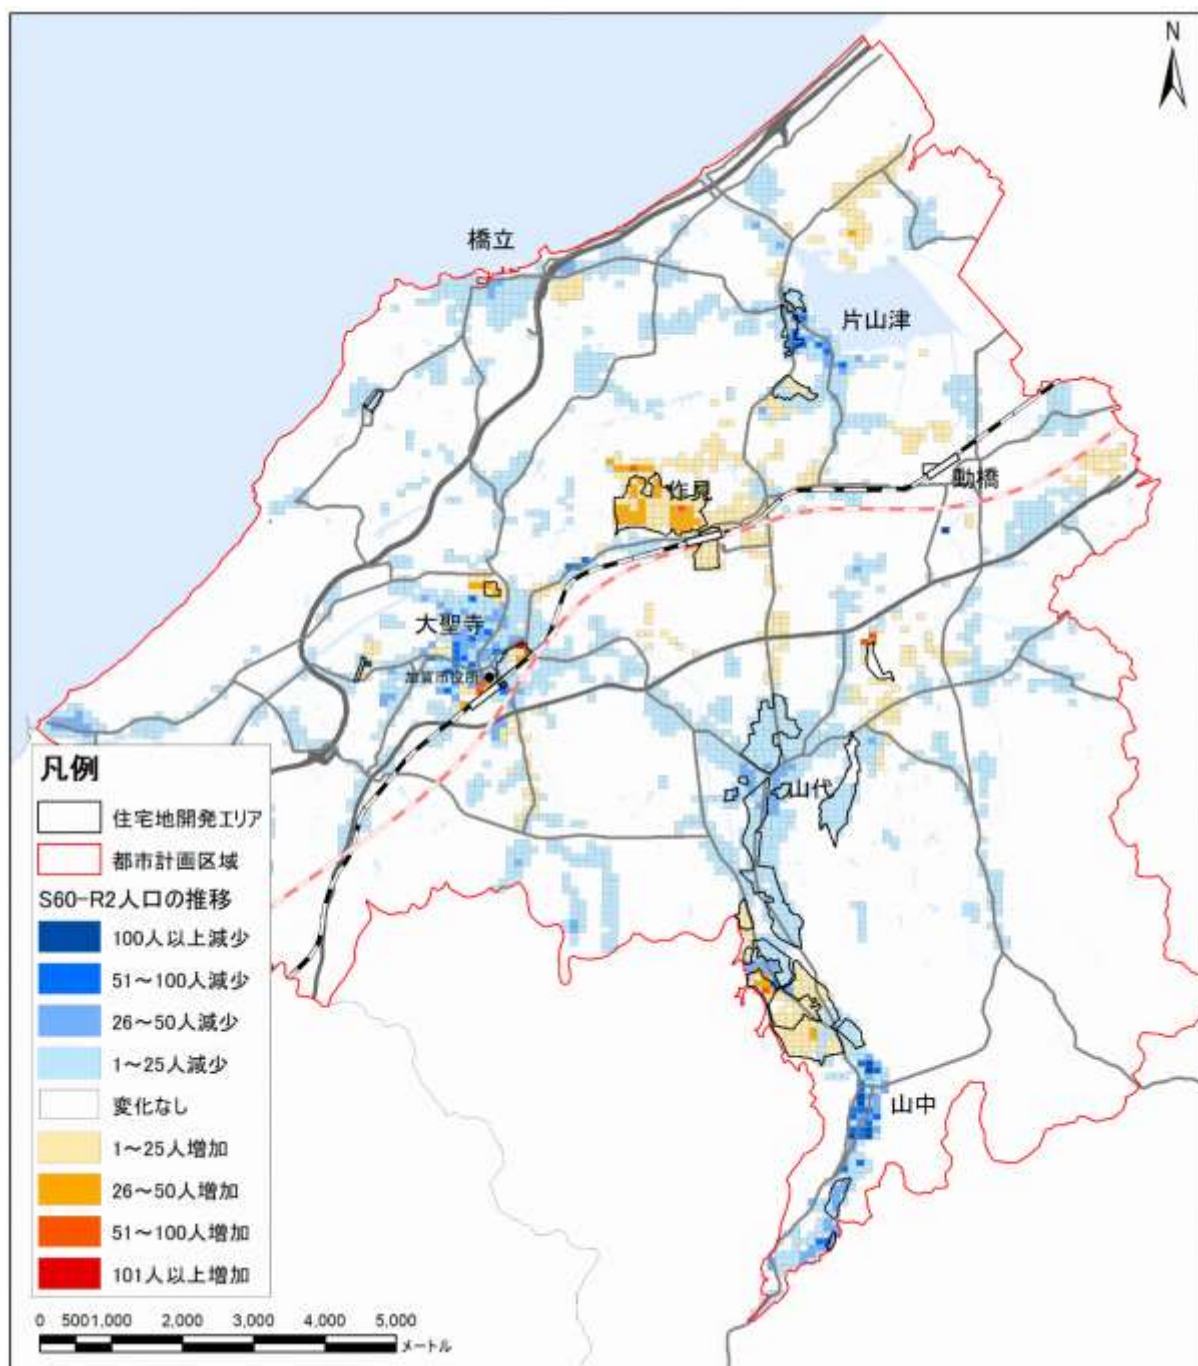 N
橋立
片山津
動橋
作見
大聖寺
加賀市役所
山代
山中
凡例
住宅地開発エリア
都市計画区域
S60-R2人口の推移
100人以上減少
51～100人減少
26～50人減少
1～25人減少
変化なし
1～25人増加
26～50人増加
51～100人増加
101人以上増加
0 500 1,000 2,000 3,000 4,000 5,000
メートル